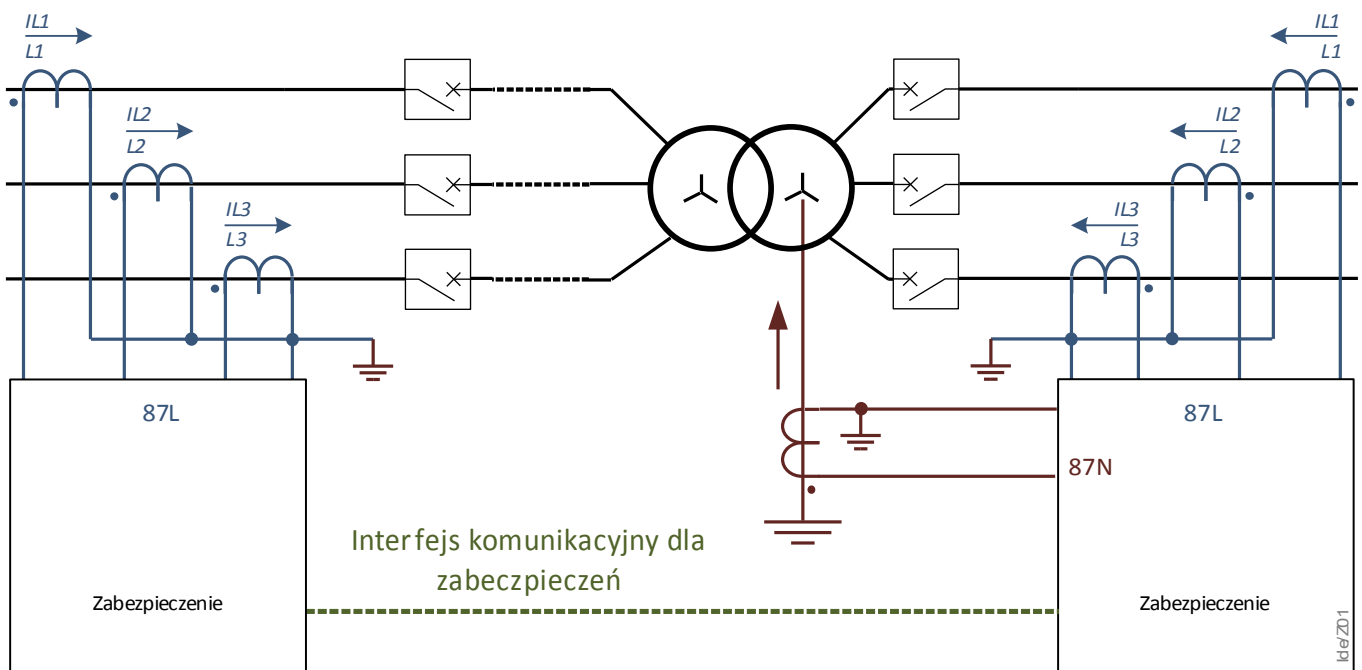 IL1
L1
IL2
L2
IL3
L3
IL1
L1
IL2
L2
IL3
L3
87L
87L
87N
Interfejs komunikacyjny dla
zabeczpieczeń
Zabezpieczenie
Zabezpieczenie
Ide/Z01